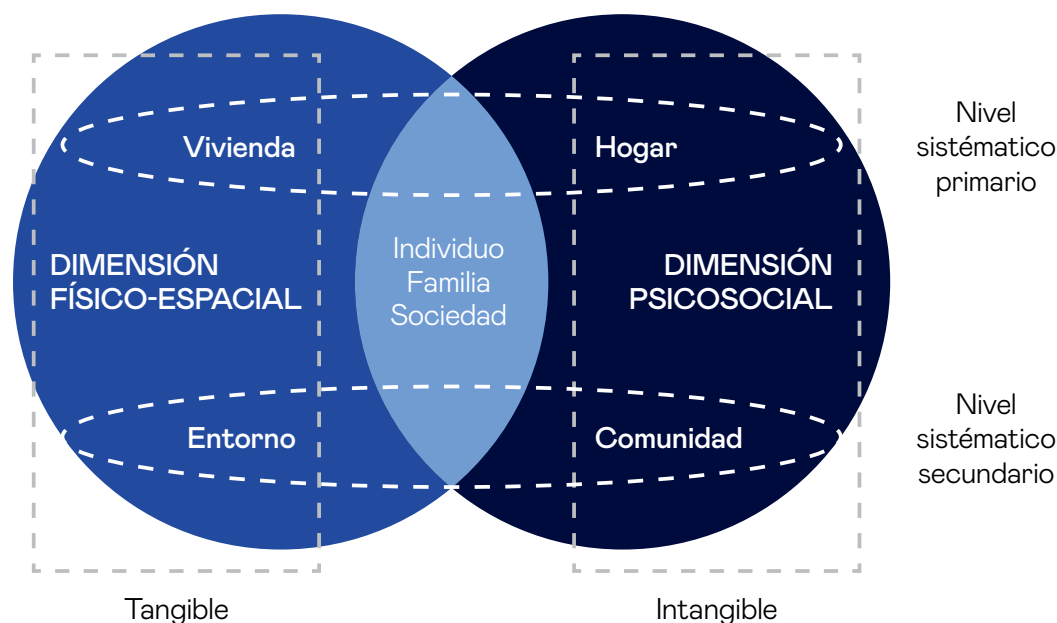 Vivienda
Hogar
Nivel
sistématico
primario
DIMENSIÓN
FÍSICO-ESPACIAL
Individuo
Familia
Sociedad
DIMENSIÓN
PSICOSOCIAL
Entorno
Comunidad
Nivel
sistématico
secundario
Tangible
Intangible